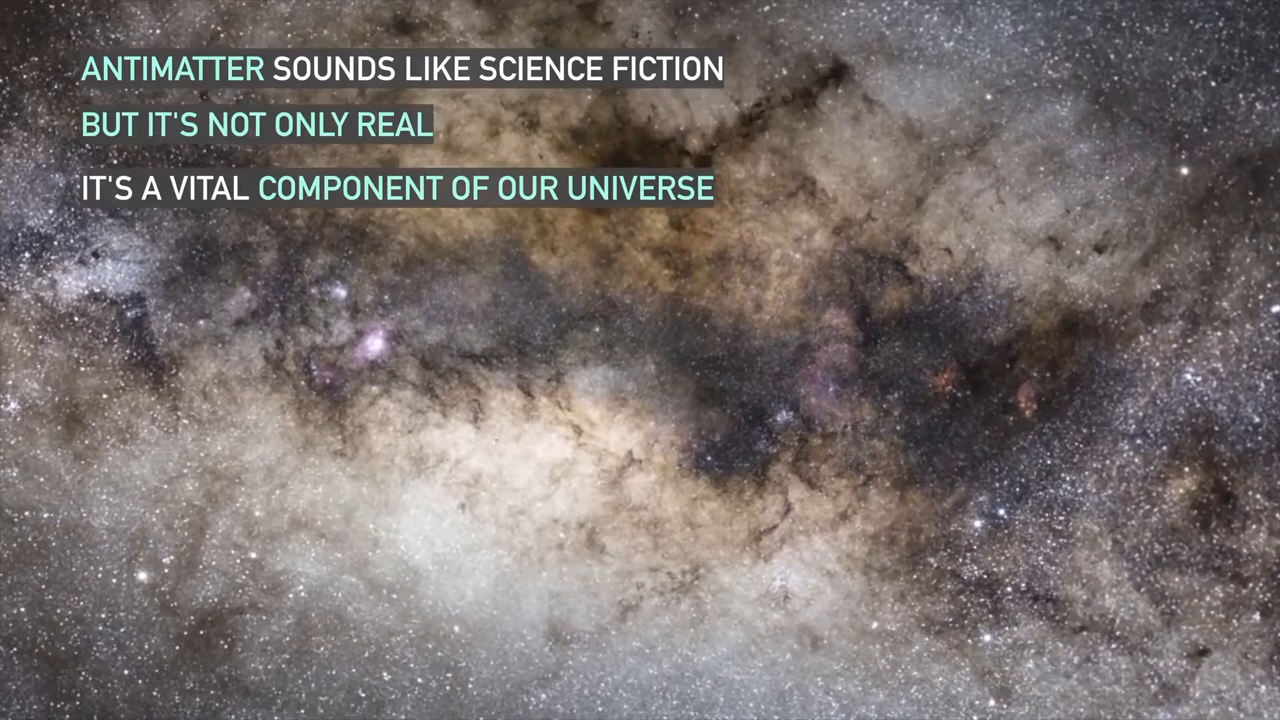 ANTIMATTER SOUNDS LIKE SCIENCE FICTION
BUT IT'S NOT ONLY REAL
IT'S A VITAL COMPONENT OF OUR UNIVERSE